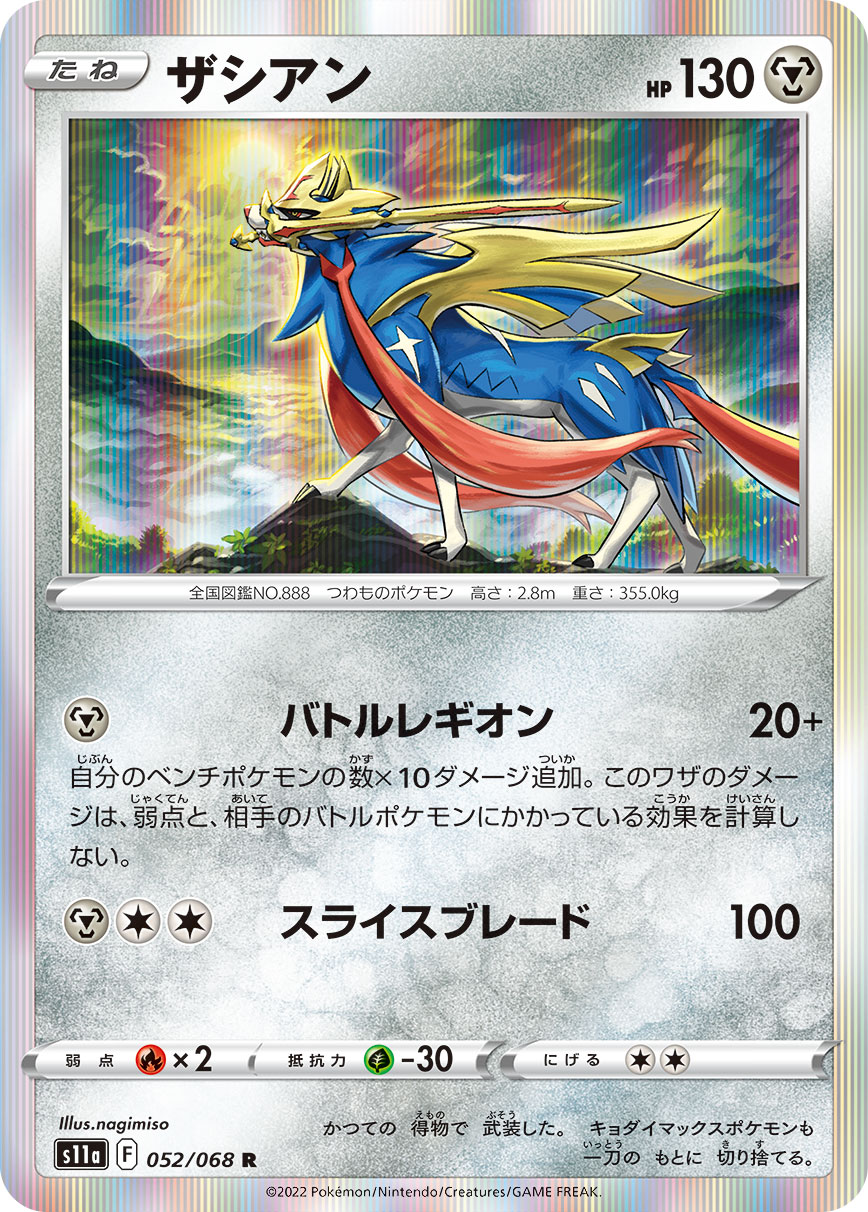 たね ザシアン HP 130
全国図鑑NO.888 つわものポケモン 高さ：2.8m 重さ：355.0kg
バトルレギオン 20+
自分のベンチポケモンの数×10ダメージ追加。このワザのダメー
ジは、弱点と、相手のバトルポケモンにかかっている効果を計算し
ない。
スライスブレード 100
弱点 ×2 抵抗力 -30 にげる
Illus.nagimiso
かつての 得物で 武装した。 キョダイマックスポケモンも
一刀の もとに 切り捨てる。
s11a F 052/068 R
©2022 Pokémon/Nintendo/Creatures/GAME FREAK.